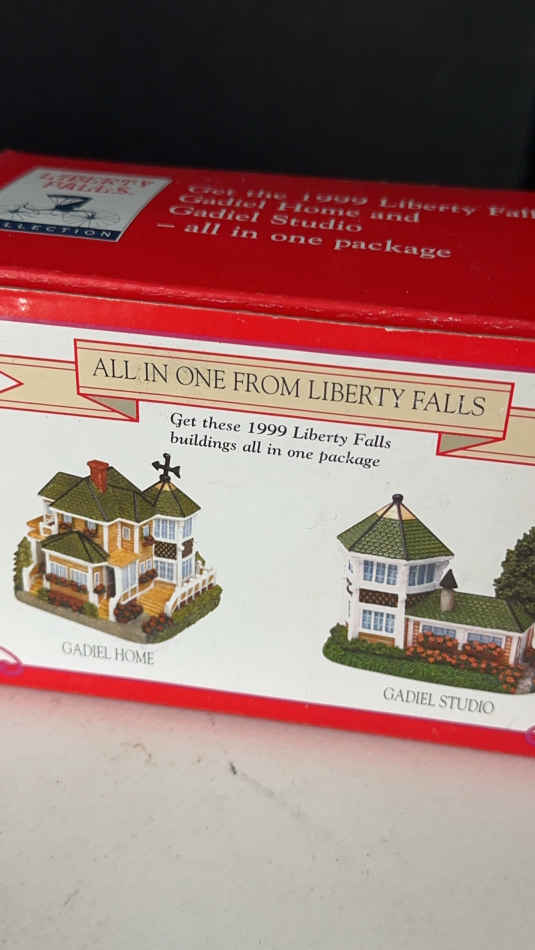 LIBERTY
FALLS
COLLECTION
Get the 1999 Liberty Fall
Gadiel Home and
Gadiel Studio
– all in one package
ALL IN ONE FROM LIBERTY FALLS
Get these 1999 Liberty Falls
buildings all in one package
GADIEL HOME
GADIEL STUDIO